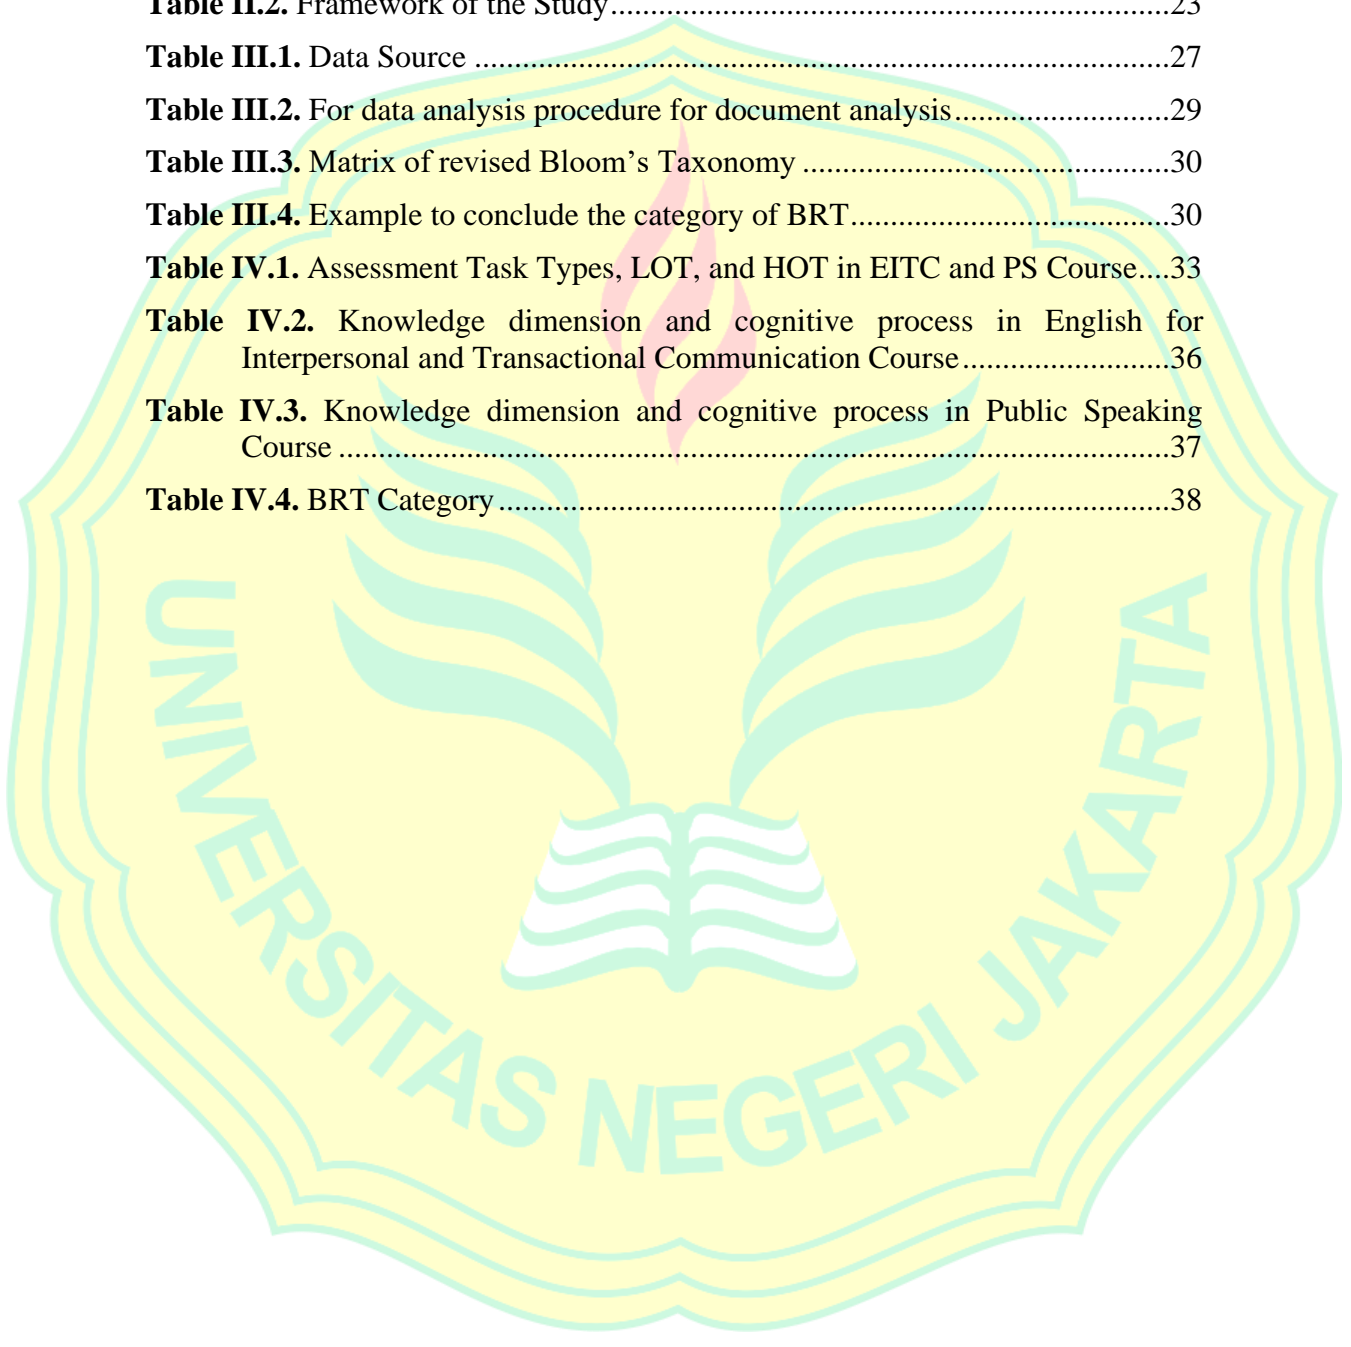 Table II.2. Framework of the Study......................................................................23
Table III.1. Data Source .......................................................................................27
Table III.2. For data analysis procedure for document analysis...........................29
Table III.3. Matrix of revised Bloom’s Taxonomy ..............................................30
Table III.4. Example to conclude the category of BRT........................................30
Table IV.1. Assessment Task Types, LOT, and HOT in EITC and PS Course....33
Table IV.2. Knowledge dimension and cognitive process in English for
Interpersonal and Transactional Communication Course..........................36
Table IV.3. Knowledge dimension and cognitive process in Public Speaking
Course ........................................................................................................37
Table IV.4. BRT Category....................................................................................38
UNIVERSITAS NEGERI JAKARTA